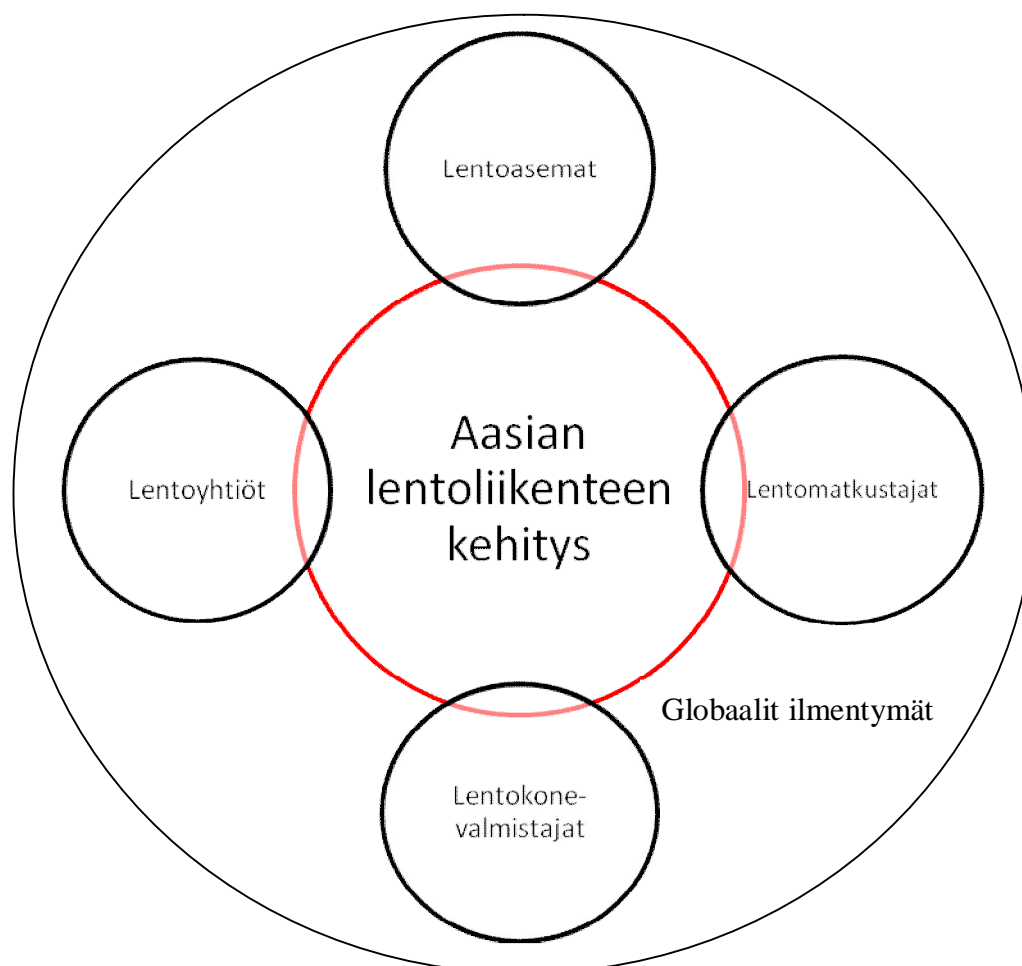 Lentoasemat
Aasian
lentoliikenteen
kehitys
Lentoyhtiöt
Lentomatkustajat
Globaalit ilmentymät
Lentokone-
valmistajat